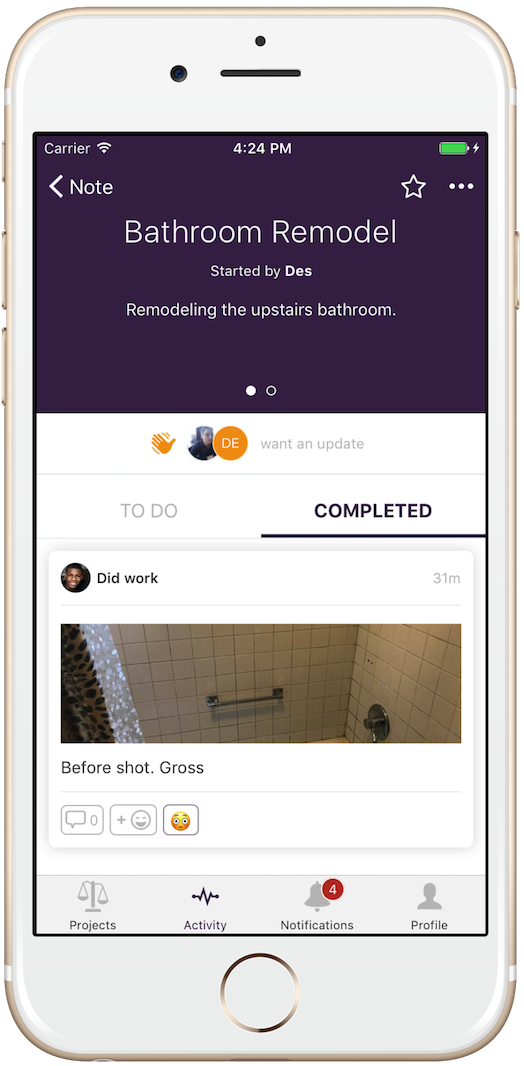 Carrier 4:24 PM
Note
Bathroom Remodel
Started by Des
Remodeling the upstairs bathroom.
DE want an update
TO DO COMPLETED
Did work 31m
Before shot. Gross
0 +
4
Projects Activity Notifications Profile